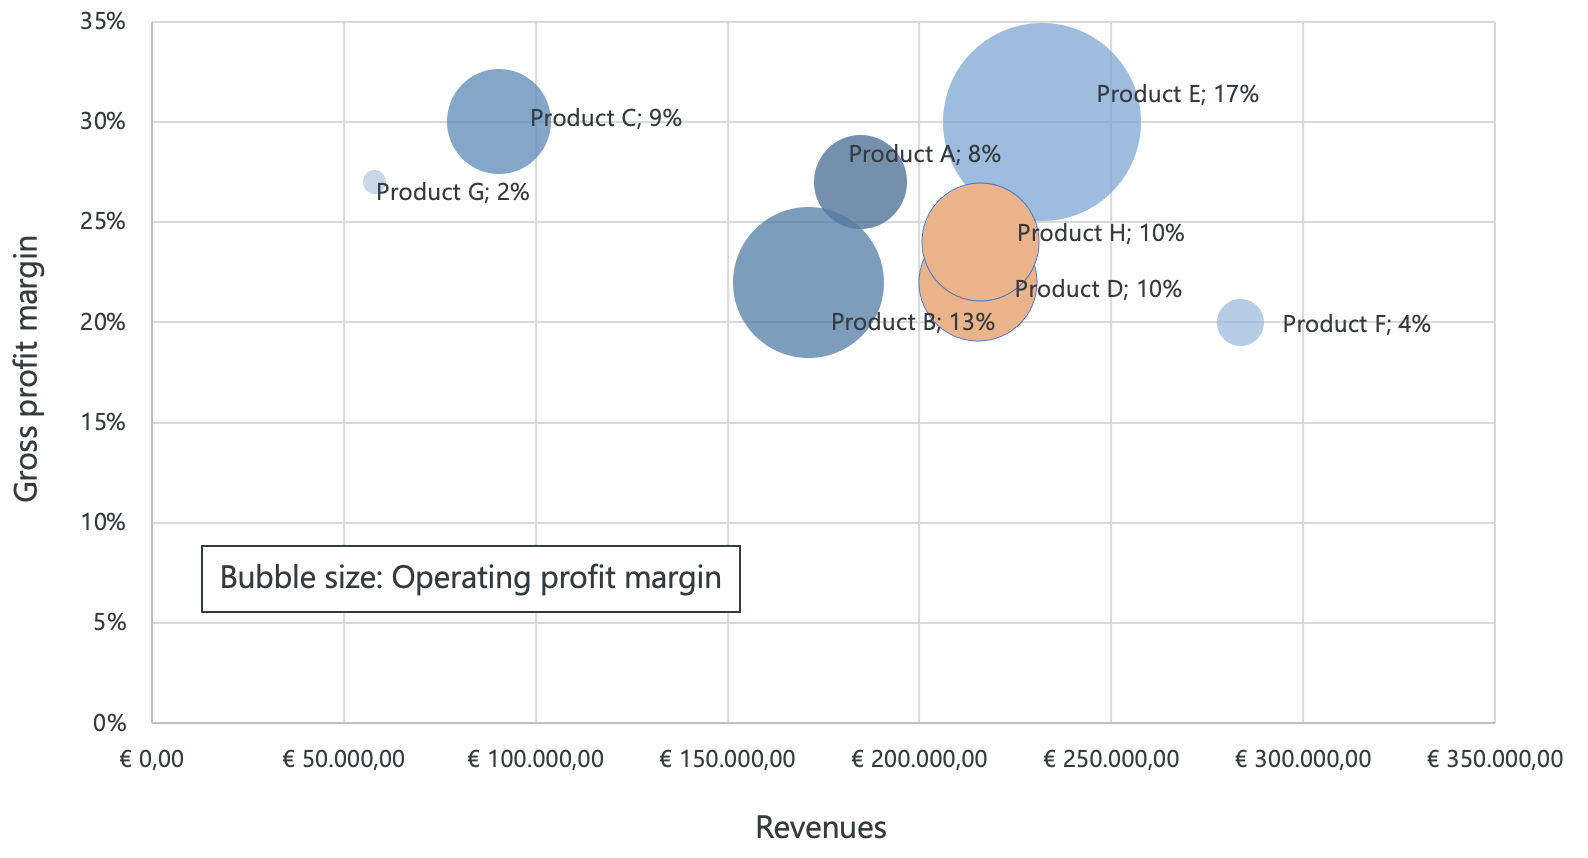 35%
Product E; 17%
30%
Product C; 9%
Product A; 8%
Product G; 2%
25%
Product H; 10%
Product D; 10%
20%
Product B; 13%
Product F; 4%
15%
10%
Bubble size: Operating profit margin
5%
0%
Gross profit margin
€ 0,00
€ 50.000,00
€ 100.000,00
€ 150.000,00
€ 200.000,00
€ 250.000,00
€ 300.000,00
€ 350.000,00
Revenues